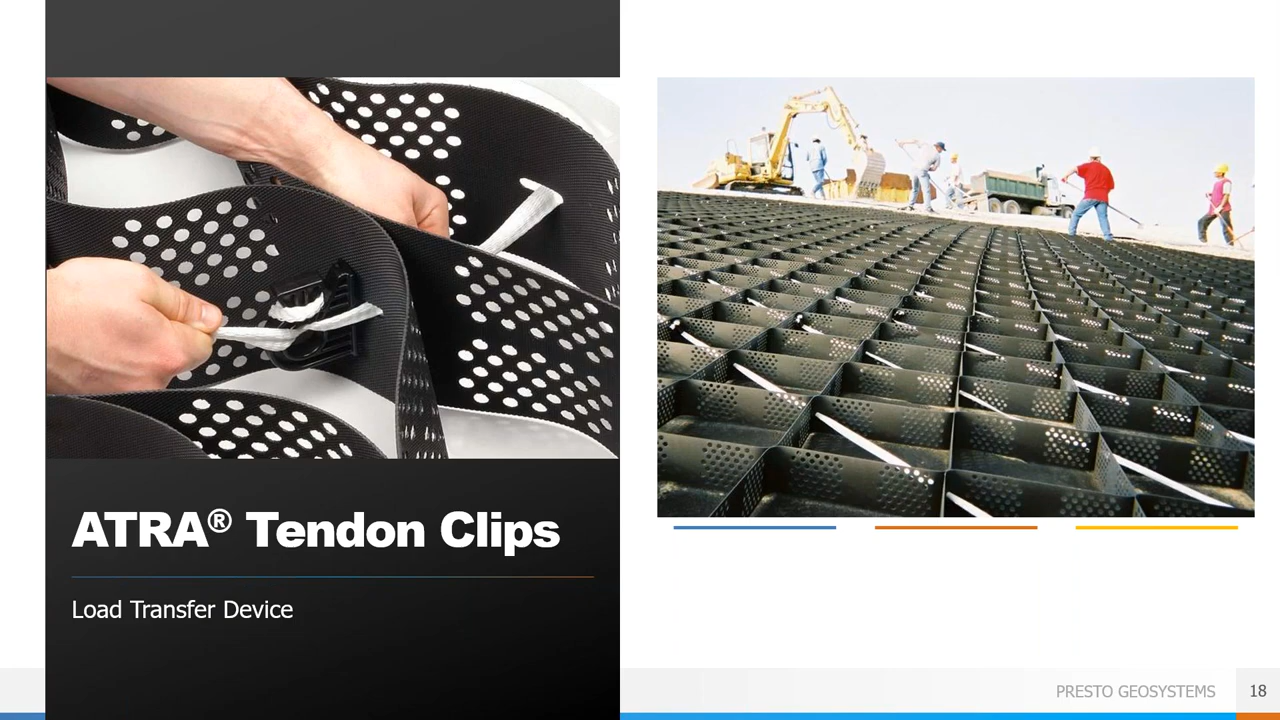 ATRA® Tendon Clips
Load Transfer Device
PRESTO GEOSYSTEMS
18